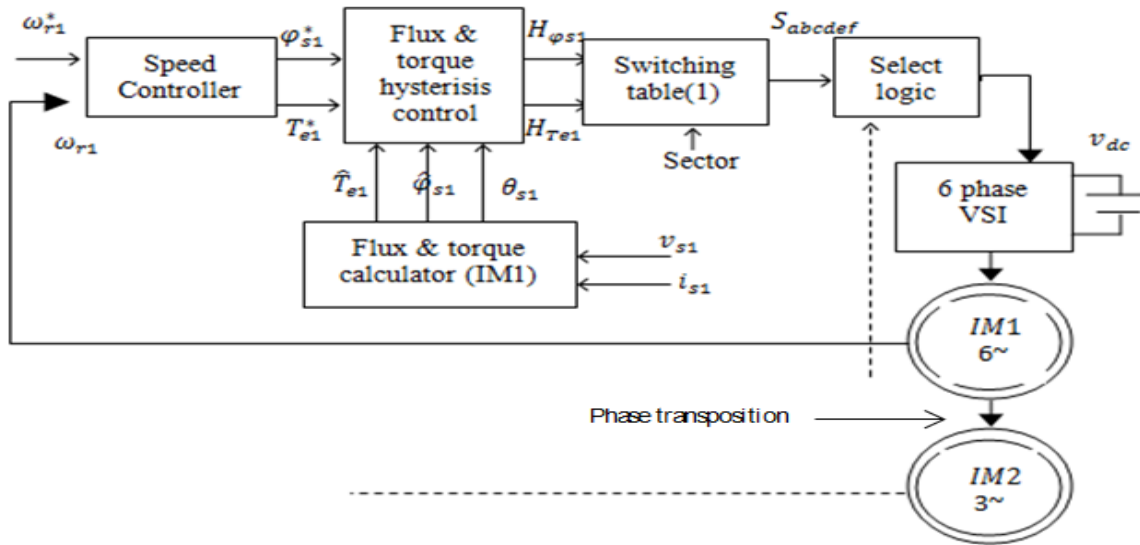 ω*r1
φ*s1
Hφs1
Sabcdef
Speed
Controller
Flux &
torque
hysterisis
control
Switching
table(1)
Select
logic
ωr1
T*e1
HTe1
Sector
vdc
T̂e1
φ̂s1
θs1
6 phase
VSI
Flux & torque
calculator (IM1)
vs1
is1
IM1
6~
Phase transposition
IM2
3~